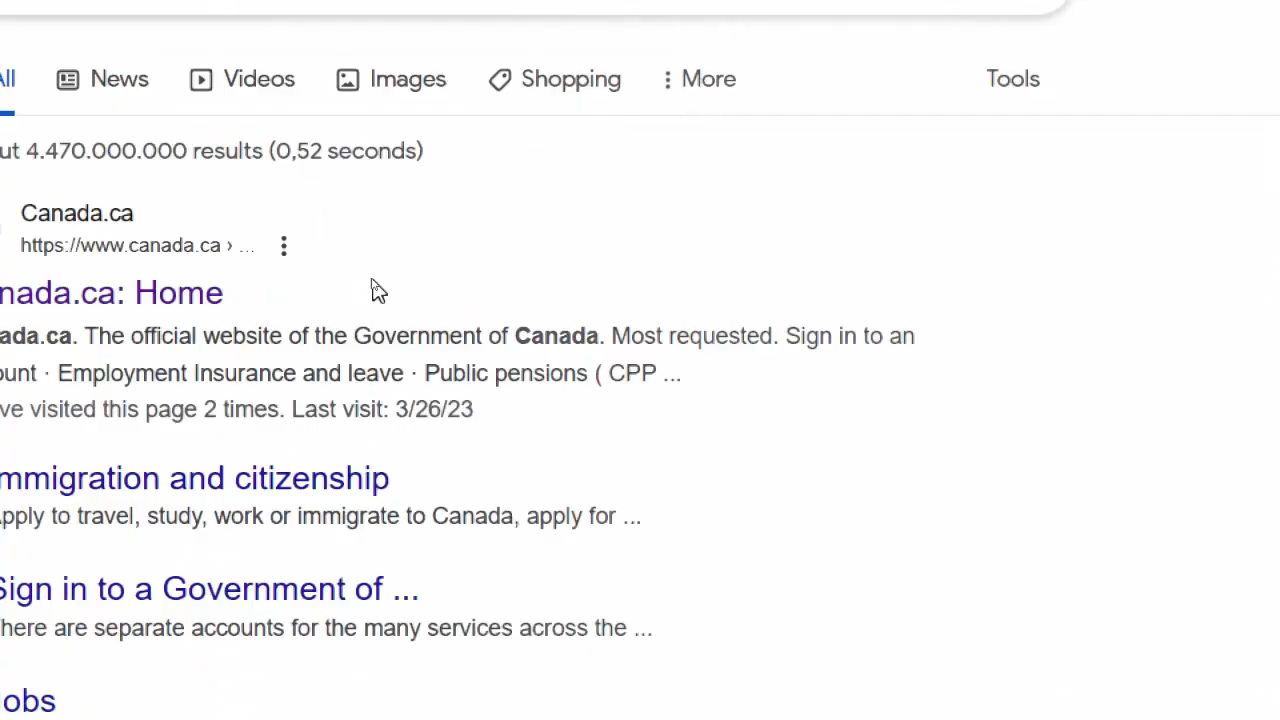 All News Videos Images Shopping More Tools
ut 4.470.000.000 results (0,52 seconds)
Canada.ca
https://www.canada.ca › ...
nada.ca: Home
ada.ca. The official website of the Government of Canada. Most requested. Sign in to an
ount · Employment Insurance and leave · Public pensions ( CPP ...
ve visited this page 2 times. Last visit: 3/26/23
mmigration and citizenship
Apply to travel, study, work or immigrate to Canada, apply for ...
Sign in to a Government of ...
here are separate accounts for the many services across the ...
Jobs